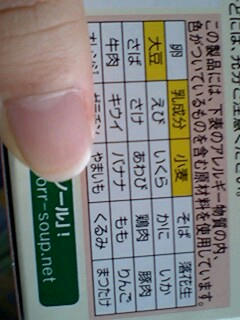 この製品には、下表のアレルギー物質の内、
色がついているものを含む原材料を使用しています。
卵 乳成分 小麦 そば 落花生
大豆 えび いくら かに いか
さば さけ あわび 鶏肉 豚肉
牛肉 キウイ バナナ もも りんご
やまいも くるみ まつたけ
ノール」!
orr-soup.net